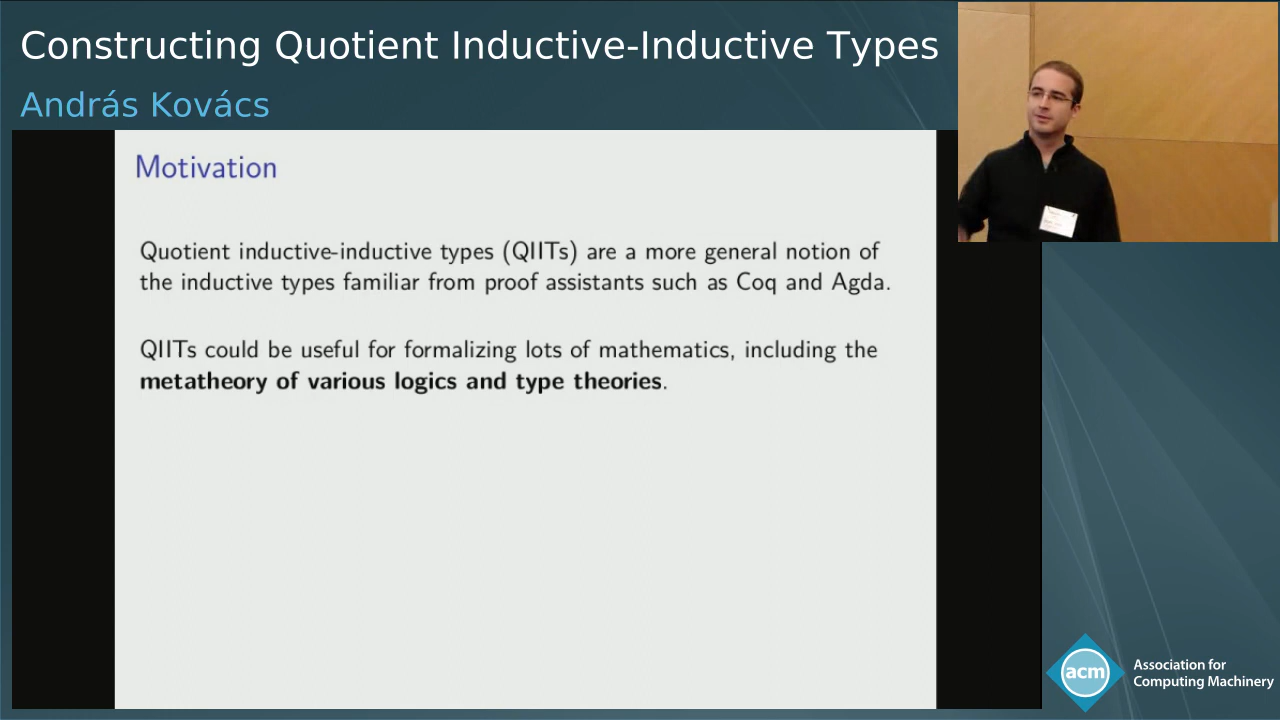 Constructing Quotient Inductive-Inductive Types
András Kovács
Motivation
Quotient inductive-inductive types (QIITs) are a more general notion of
the inductive types familiar from proof assistants such as Coq and Agda.
QIITs could be useful for formalizing lots of mathematics, including the
metatheory of various logics and type theories.
acm
Association for
Computing Machinery